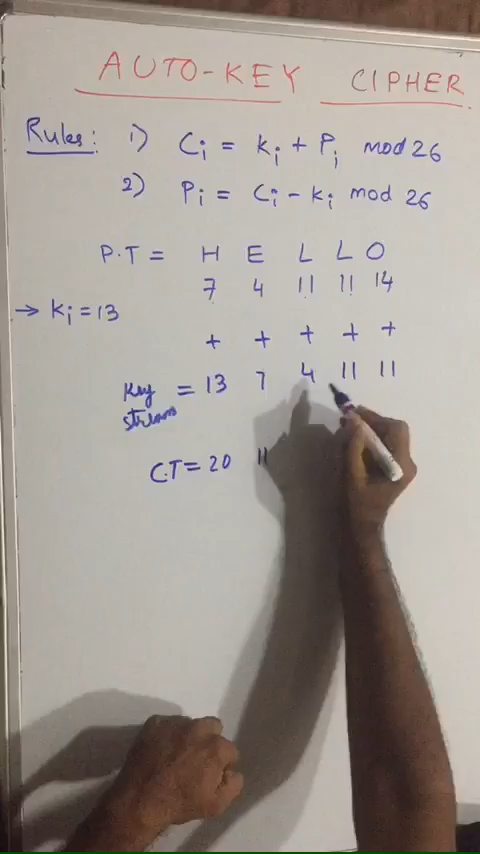 AUTO-KEY CIPHER
Rules: 1) Ci = ki + Pi mod 26
2) Pi = Ci - ki mod 26
P.T = H E L L O
7 4 11 11 14
→ ki = 13
+ + + + +
Key stream = 13 7 4 11 11
C.T = 20 11